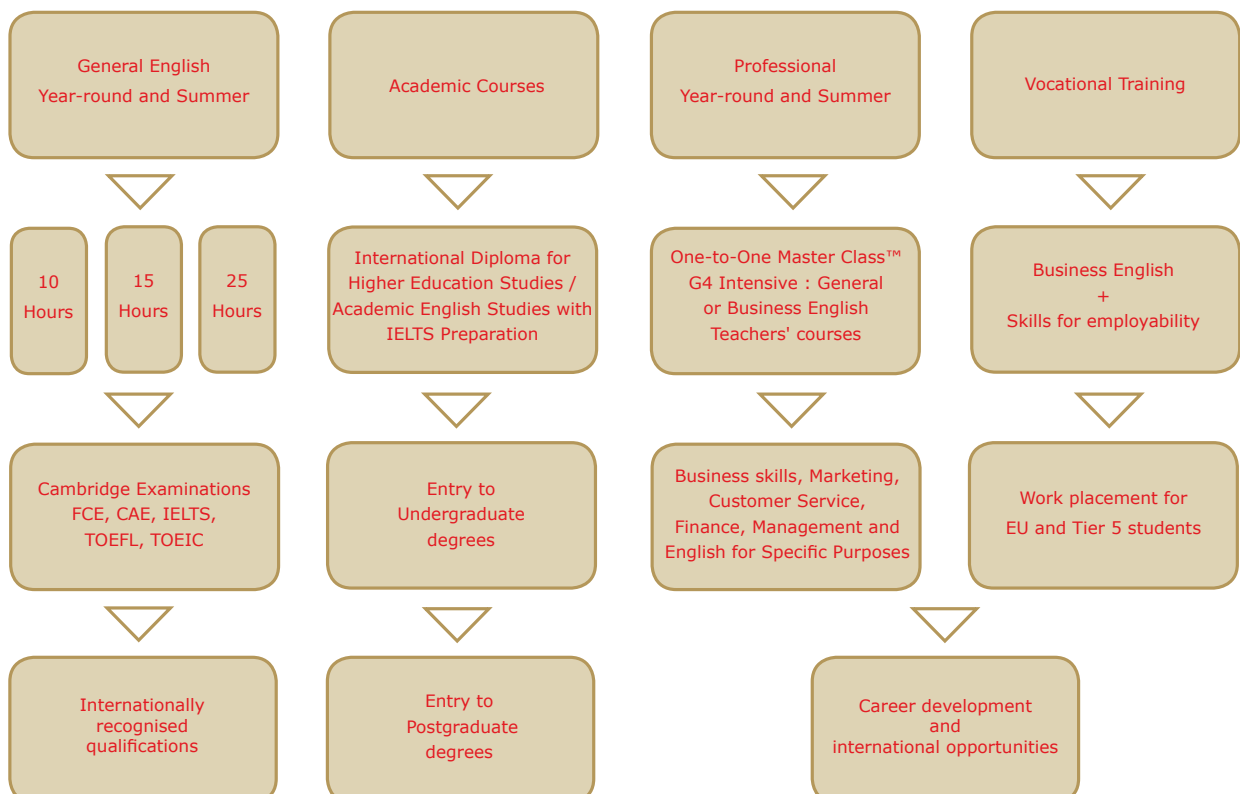 General English
Year-round and Summer
Academic Courses
Professional
Year-round and Summer
Vocational Training
10
Hours
15
Hours
25
Hours
International Diploma for
Higher Education Studies /
Academic English Studies with
IELTS Preparation
One-to-One Master Class™
G4 Intensive : General
or Business English
Teachers' courses
Business English
+
Skills for employability
Cambridge Examinations
FCE, CAE, IELTS,
TOEFL, TOEIC
Entry to
Undergraduate
degrees
Business skills, Marketing,
Customer Service,
Finance, Management and
English for Specific Purposes
Work placement for
EU and Tier 5 students
Internationally
recognised
qualifications
Entry to
Postgraduate
degrees
Career development
and
international opportunities